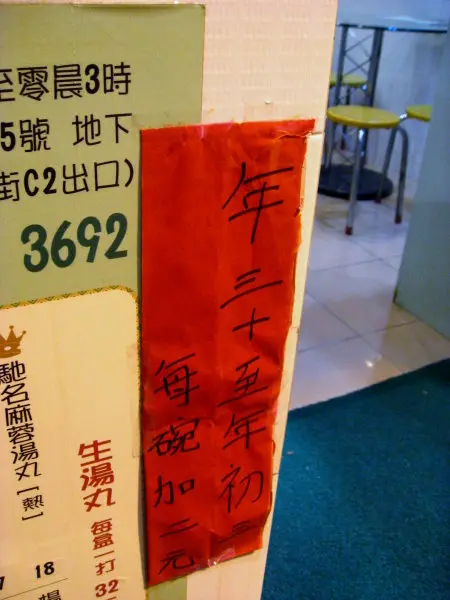 至零晨3時
5號 地下
街C2出口)
3692
年三十至年初
每碗加二元
生湯丸 每盒一打 32
馳名麻蓉湯丸[熱]
18